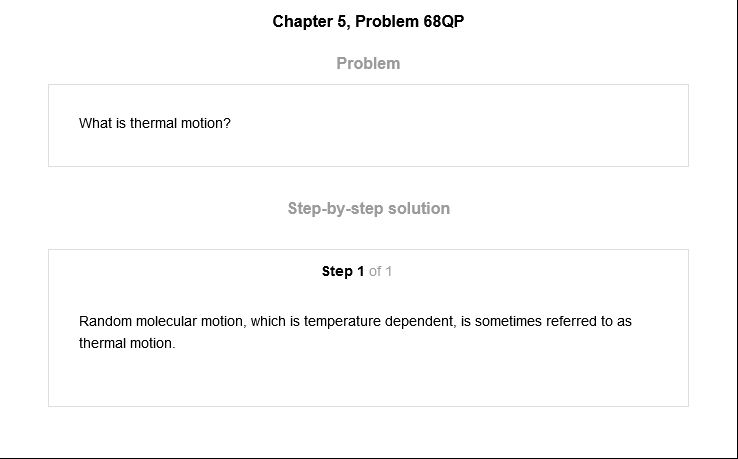 Chapter 5, Problem 68QP
Problem
What is thermal motion?
Step-by-step solution
Step 1 of 1
Random molecular motion, which is temperature dependent, is sometimes referred to as
thermal motion.